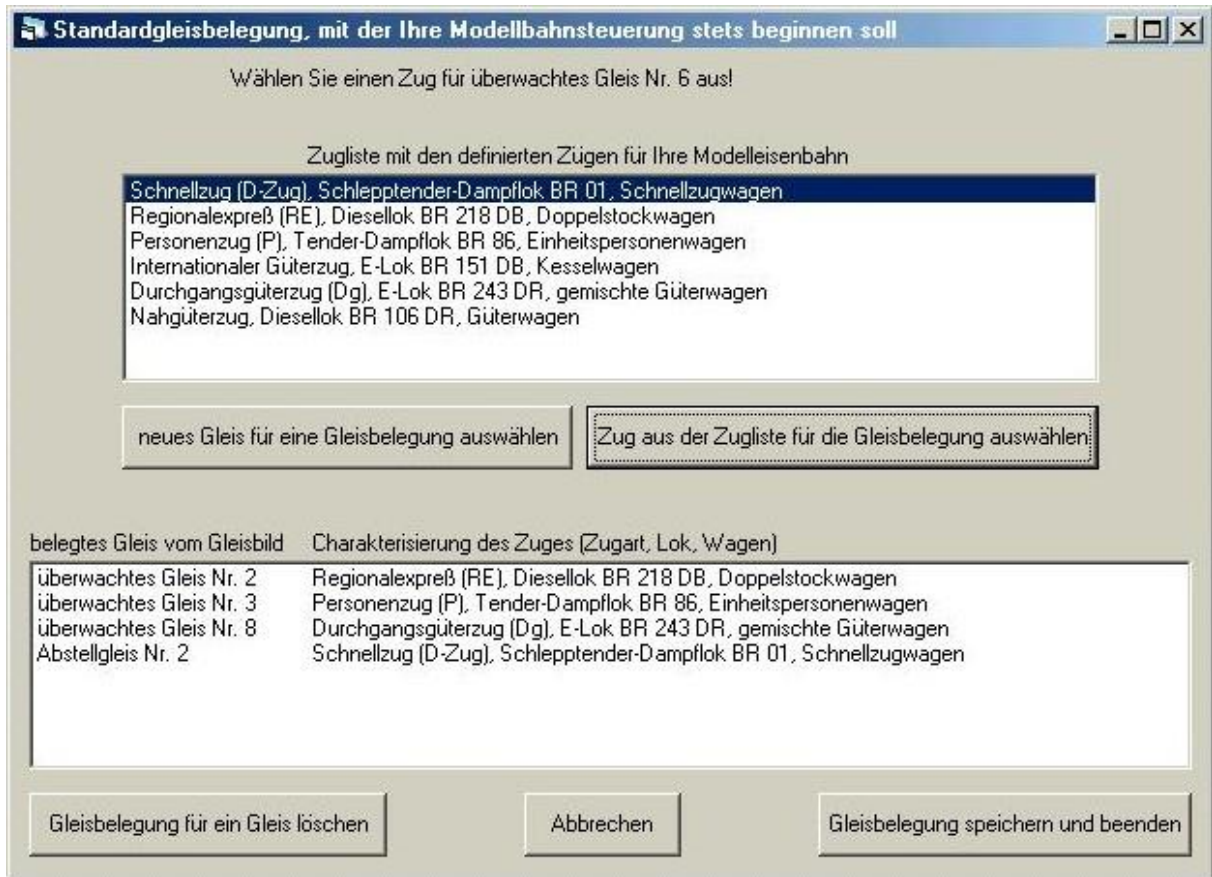 Standardgleisbelegung, mit der Ihre Modellbahnsteuerung stets beginnen soll
Wählen Sie einen Zug für überwachtes Gleis Nr. 6 aus!
Zugliste mit den definierten Zügen für Ihre Modelleisenbahn
Schnellzug (D-Zug), Schlepptender-Dampflok BR 01, Schnellzugwagen
Regionalexpreß (RE), Diesellok BR 218 DB, Doppelstockwagen
Personenzug (P), Tender-Dampflok BR 86, Einheitspersonenwagen
Internationaler Güterzug, E-Lok BR 151 DB, Kesselwagen
Durchgangsgüterzug (Dg), E-Lok BR 243 DR, gemischte Güterwagen
Nahgüterzug, Diesellok BR 106 DR, Güterwagen
neues Gleis für eine Gleisbelegung auswählen Zug aus der Zugliste für die Gleisbelegung auswählen
belegtes Gleis vom Gleisbild Charakterisierung des Zuges (Zugart, Lok, Wagen)
überwachtes Gleis Nr. 2 Regionalexpreß (RE), Diesellok BR 218 DB, Doppelstockwagen
überwachtes Gleis Nr. 3 Personenzug (P), Tender-Dampflok BR 86, Einheitspersonenwagen
überwachtes Gleis Nr. 8 Durchgangsgüterzug (Dg), E-Lok BR 243 DR, gemischte Güterwagen
Abstellgleis Nr. 2 Schnellzug (D-Zug), Schlepptender-Dampflok BR 01, Schnellzugwagen
Gleisbelegung für ein Gleis löschen Abbrechen Gleisbelegung speichern und beenden